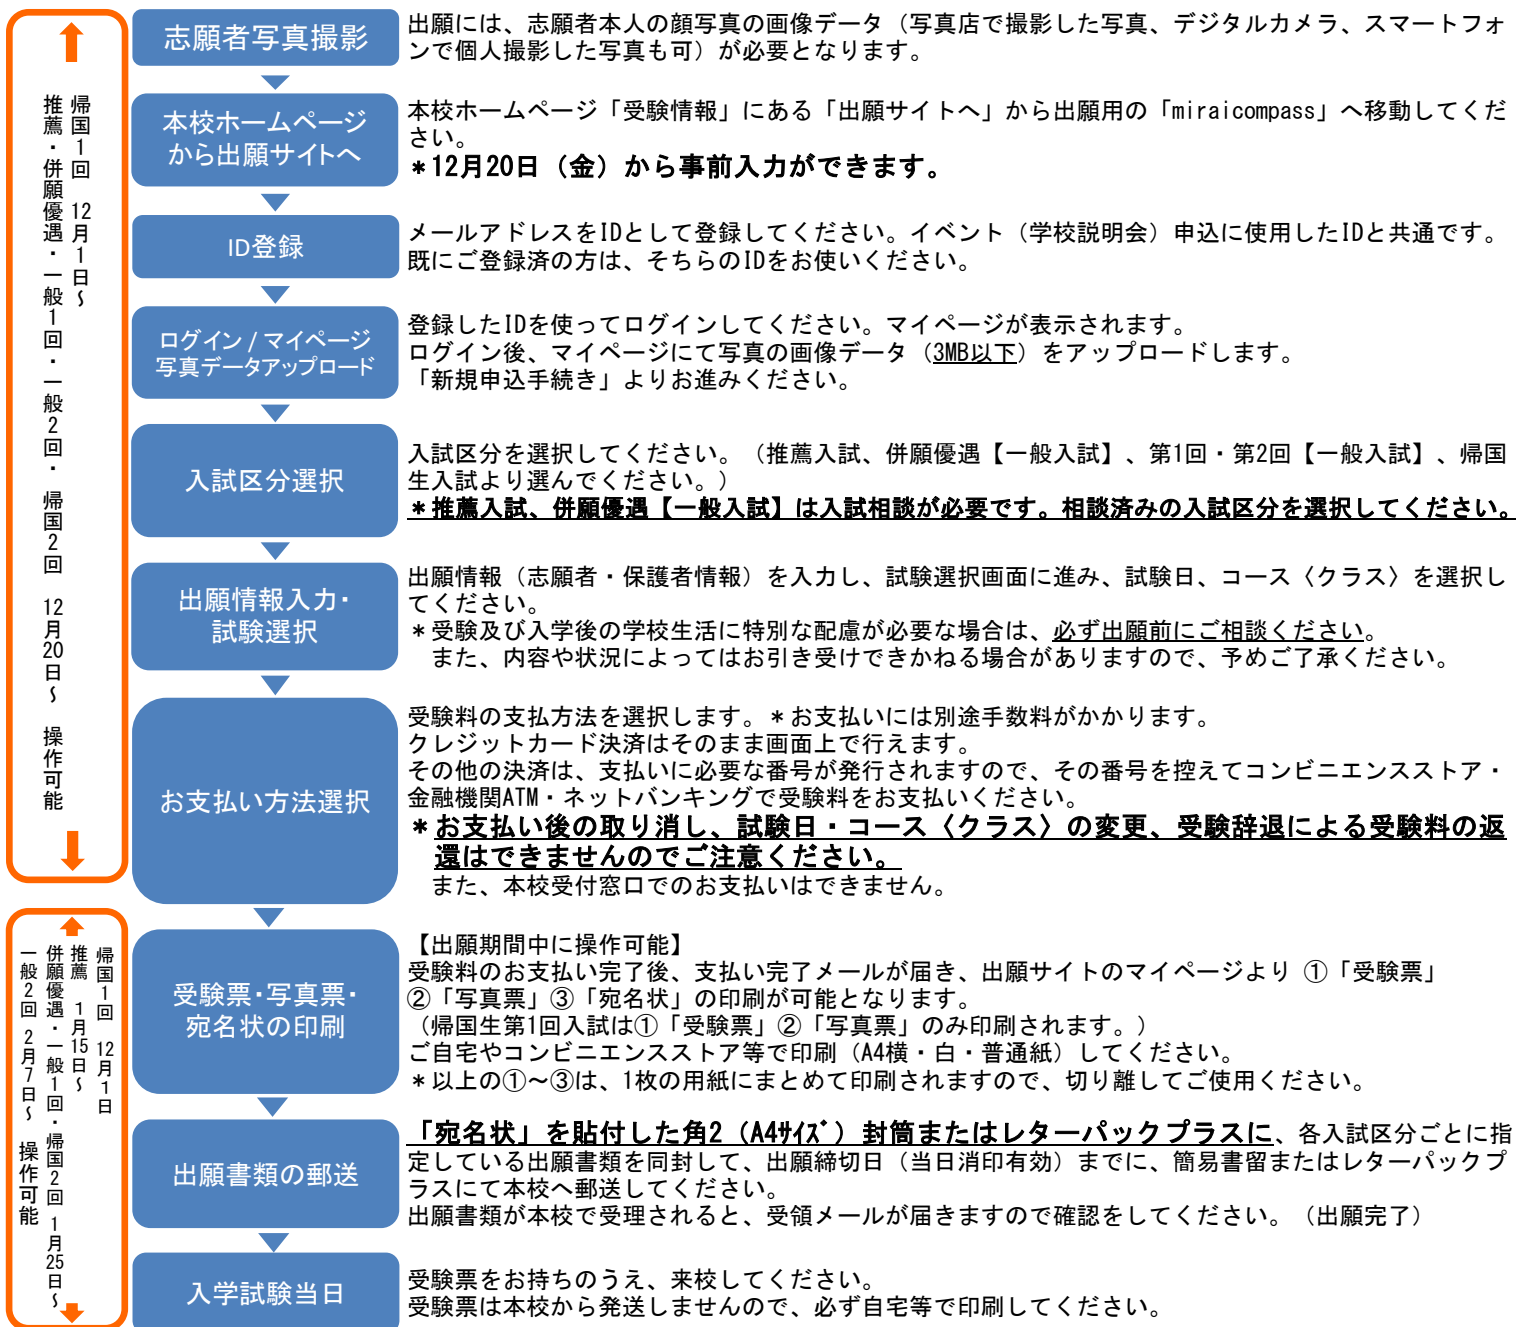 帰国1回　12月1日～
推薦・併願優遇・一般1回・一般2回・帰国2回　12月20日～　操作可能
志願者写真撮影
出願には、志願者本人の顔写真の画像データ（写真店で撮影した写真、デジタルカメラ、スマートフォ
ンで個人撮影した写真も可）が必要となります。
本校ホームページ
から出願サイトへ
本校ホームページ「受験情報」にある「出願サイトへ」から出願用の「miraicompass」へ移動してくだ
さい。
＊12月20日（金）から事前入力ができます。
ID登録
メールアドレスをIDとして登録してください。イベント（学校説明会）申込に使用したIDと共通です。
既にご登録済の方は、そちらのIDをお使いください。
ログイン / マイページ
写真データアップロード
登録したIDを使ってログインしてください。マイページが表示されます。
ログイン後、マイページにて写真の画像データ（3MB以下）をアップロードします。
「新規申込手続き」よりお進みください。
入試区分選択
入試区分を選択してください。（推薦入試、併願優遇【一般入試】、第1回・第2回【一般入試】、帰国
生入試より選んでください。）
＊推薦入試、併願優遇【一般入試】は入試相談が必要です。相談済みの入試区分を選択してください。
出願情報入力・
試験選択
出願情報（志願者・保護者情報）を入力し、試験選択画面に進み、試験日、コース〈クラス〉を選択し
てください。
＊受験及び入学後の学校生活に特別な配慮が必要な場合は、必ず出願前にご相談ください。
また、内容や状況によってはお引き受けできかねる場合がありますので、予めご了承ください。
お支払い方法選択
受験料の支払方法を選択します。＊お支払いには別途手数料がかかります。
クレジットカード決済はそのまま画面上で行えます。
その他の決済は、支払いに必要な番号が発行されますので、その番号を控えてコンビニエンスストア・
金融機関ATM・ネットバンキングで受験料をお支払いください。
＊お支払い後の取り消し、試験日・コース〈クラス〉の変更、受験辞退による受験料の返
還はできませんのでご注意ください。
また、本校受付窓口でのお支払いはできません。
帰国1回　12月1日
推薦　1月15日～
併願優遇・一般1回・帰国2回　1月25日～
一般2回　2月7日～　操作可能
受験票・写真票・
宛名状の印刷
【出願期間中に操作可能】
受験料のお支払い完了後、支払い完了メールが届き、出願サイトのマイページより ①「受験票」
②「写真票」③「宛名状」の印刷が可能となります。
（帰国生第1回入試は①「受験票」②「写真票」のみ印刷されます。）
ご自宅やコンビニエンスストア等で印刷（A4横・白・普通紙）してください。
＊以上の①～③は、1枚の用紙にまとめて印刷されますので、切り離してご使用ください。
出願書類の郵送
「宛名状」を貼付した角2（A4ｻｲｽﾞ）封筒またはレターパックプラスに、各入試区分ごとに指
定している出願書類を同封して、出願締切日（当日消印有効）までに、簡易書留またはレターパックプ
ラスにて本校へ郵送してください。
出願書類が本校で受理されると、受領メールが届きますので確認をしてください。（出願完了）
入学試験当日
受験票をお持ちのうえ、来校してください。
受験票は本校から発送しませんので、必ず自宅等で印刷してください。